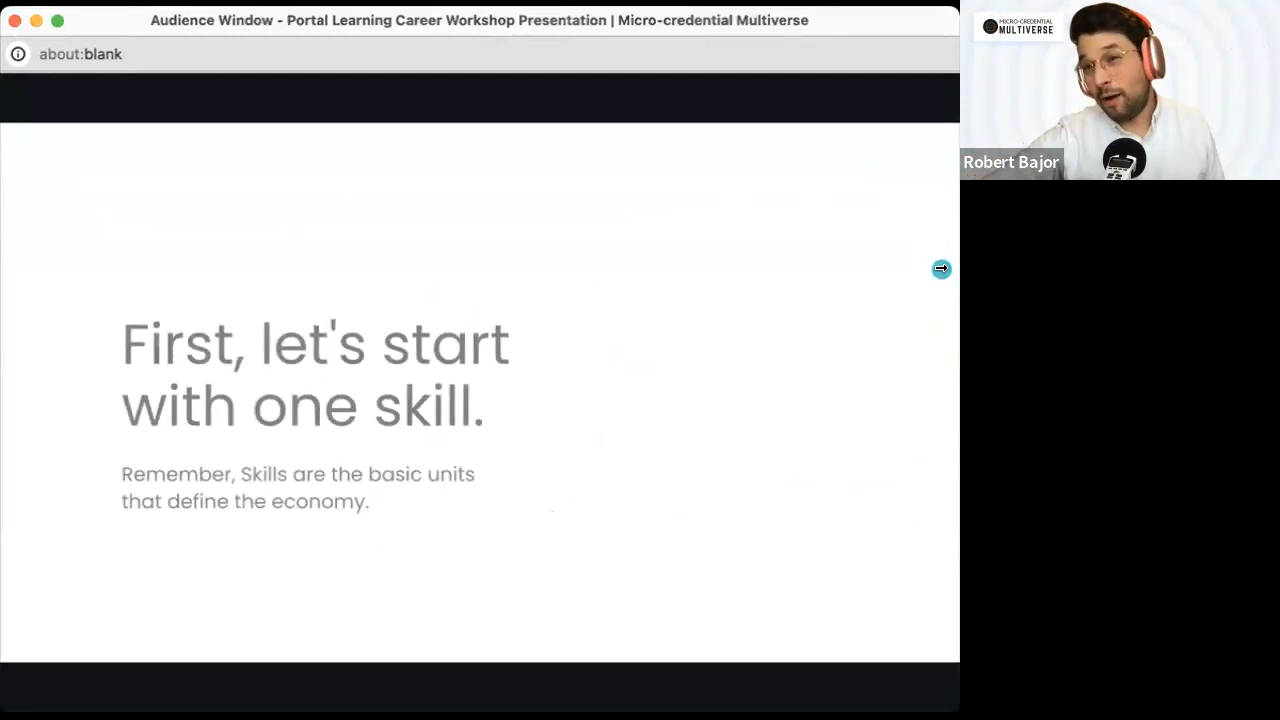 Audience Window - Portal Learning Career Workshop Presentation | Micro-credential Multiverse
about:blank
MICRO-CREDENTIAL
MULTIVERSE
Robert Bajor
First, let's start
with one skill.
Remember, Skills are the basic units
that define the economy.